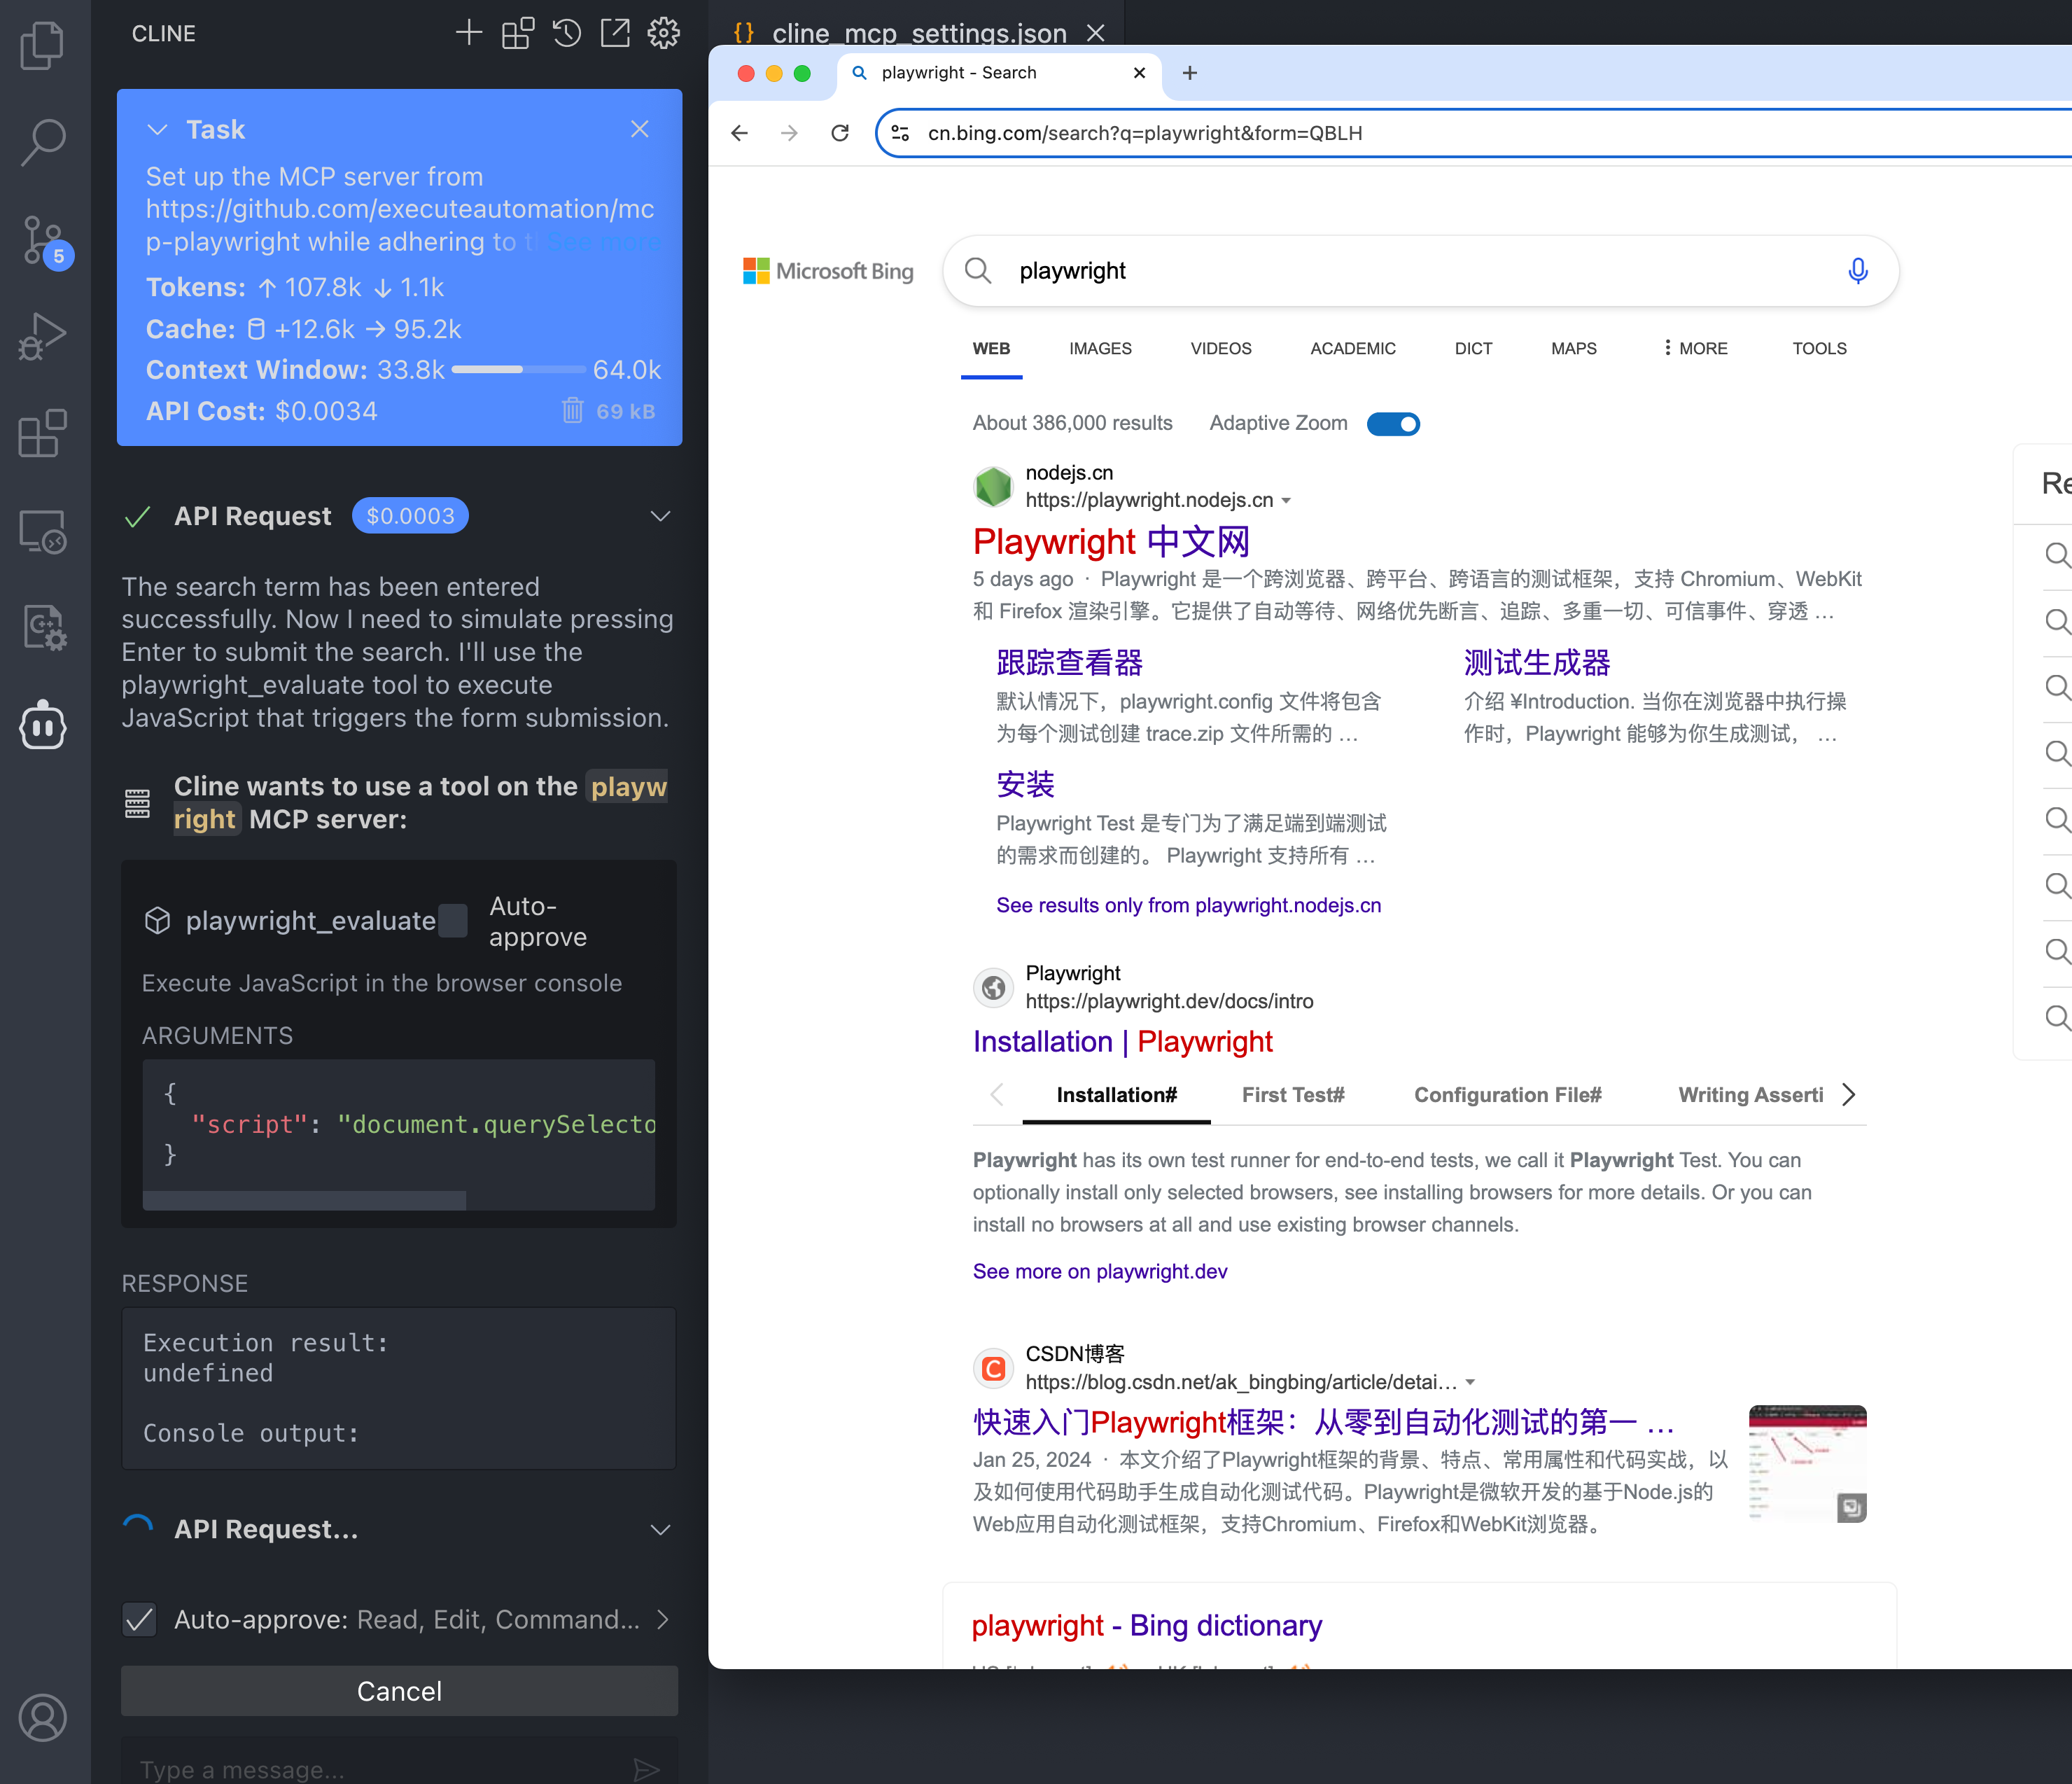 CLINE
Task
Set up the MCP server from
https://github.com/executeautomation/mc
p-playwright while adhering to t See more
Tokens: ↑ 107.8k ↓ 1.1k
Cache: +12.6k → 95.2k
Context Window: 33.8k 64.0k
API Cost: $0.0034 69 kB
5
API Request $0.0003
The search term has been entered
successfully. Now I need to simulate pressing
Enter to submit the search. I'll use the
playwright_evaluate tool to execute
JavaScript that triggers the form submission.
Cline wants to use a tool on the playw
right MCP server:
playwright_evaluate
Auto-
approve
Execute JavaScript in the browser console
ARGUMENTS
{
"script": "document.querySelecto
}
RESPONSE
Execution result:
undefined
Console output:
API Request...
Auto-approve: Read, Edit, Command...
Cancel
Type a message...
{} cline_mcp_settings.json
playwright - Search
cn.bing.com/search?q=playwright&form=QBLH
Microsoft Bing
playwright
WEB IMAGES VIDEOS ACADEMIC DICT MAPS MORE TOOLS
About 386,000 results Adaptive Zoom
nodejs.cn
https://playwright.nodejs.cn
Playwright 中文网
5 days ago · Playwright 是一个跨浏览器、跨平台、跨语言的测试框架，支持 Chromium、WebKit
和 Firefox 渲染引擎。它提供了自动等待、网络优先断言、追踪、多重一切、可信事件、穿透 …
跟踪查看器
默认情况下，playwright.config 文件将包含
为每个测试创建 trace.zip 文件所需的 …
测试生成器
介绍 ¥Introduction. 当你在浏览器中执行操
作时，Playwright 能够为你生成测试， …
安装
Playwright Test 是专门为了满足端到端测试
的需求而创建的。 Playwright 支持所有 …
See results only from playwright.nodejs.cn
Playwright
https://playwright.dev/docs/intro
Installation | Playwright
Installation# First Test# Configuration File# Writing Asserti
Playwright has its own test runner for end-to-end tests, we call it Playwright Test. You can
optionally install only selected browsers, see installing browsers for more details. Or you can
install no browsers at all and use existing browser channels.
See more on playwright.dev
CSDN博客
https://blog.csdn.net/ak_bingbing/article/detai…
快速入门Playwright框架：从零到自动化测试的第一 …
Jan 25, 2024 · 本文介绍了Playwright框架的背景、特点、常用属性和代码实战，以
及如何使用代码助手生成自动化测试代码。Playwright是微软开发的基于Node.js的
Web应用自动化测试框架，支持Chromium、Firefox和WebKit浏览器。
playwright - Bing dictionary
Re